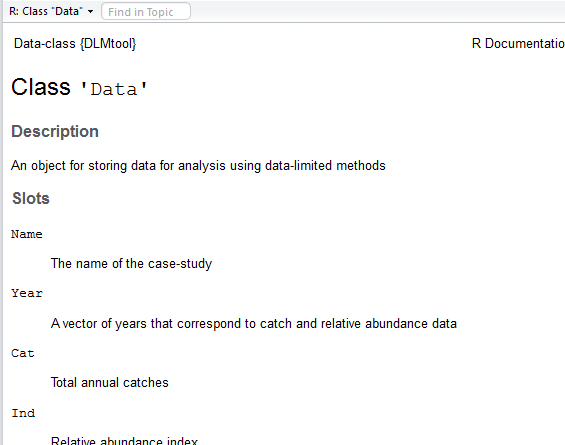 R: Class "Data" Find in Topic
Data-class {DLMtool} R Documentatio
Class 'Data'
Description
An object for storing data for analysis using data-limited methods
Slots
Name
The name of the case-study
Year
A vector of years that correspond to catch and relative abundance data
Cat
Total annual catches
Ind
Relative abundance index